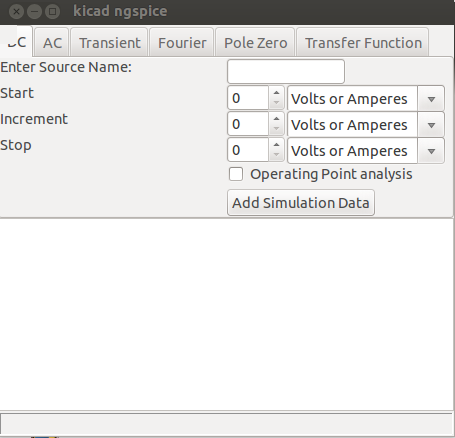 kicad ngspice
DC AC Transient Fourier Pole Zero Transfer Function
Enter Source Name:
Start 0 Volts or Amperes
Increment 0 Volts or Amperes
Stop 0 Volts or Amperes
Operating Point analysis
Add Simulation Data